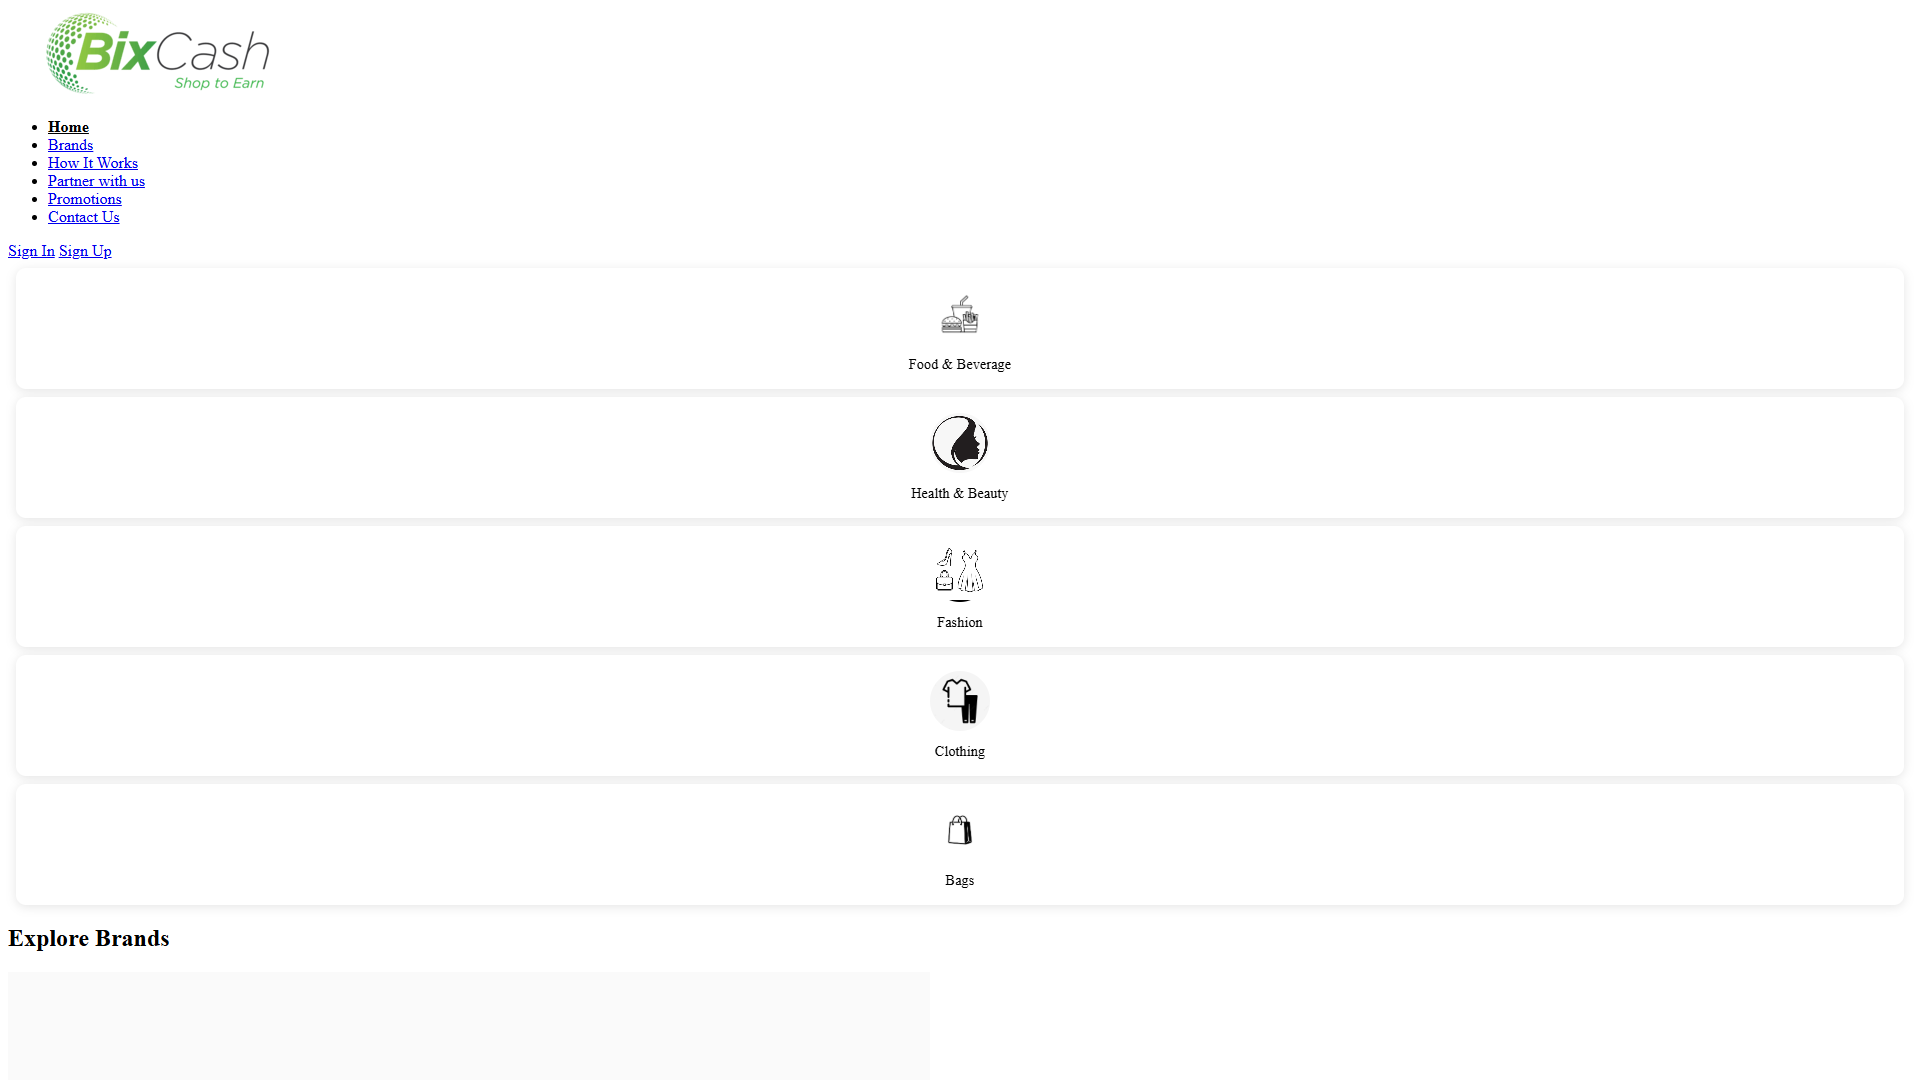 BixCash
Shop to Earn
Home
Brands
How It Works
Partner with us
Promotions
Contact Us
Sign In Sign Up
Food & Beverage
Health & Beauty
Fashion
Clothing
Bags
Explore Brands